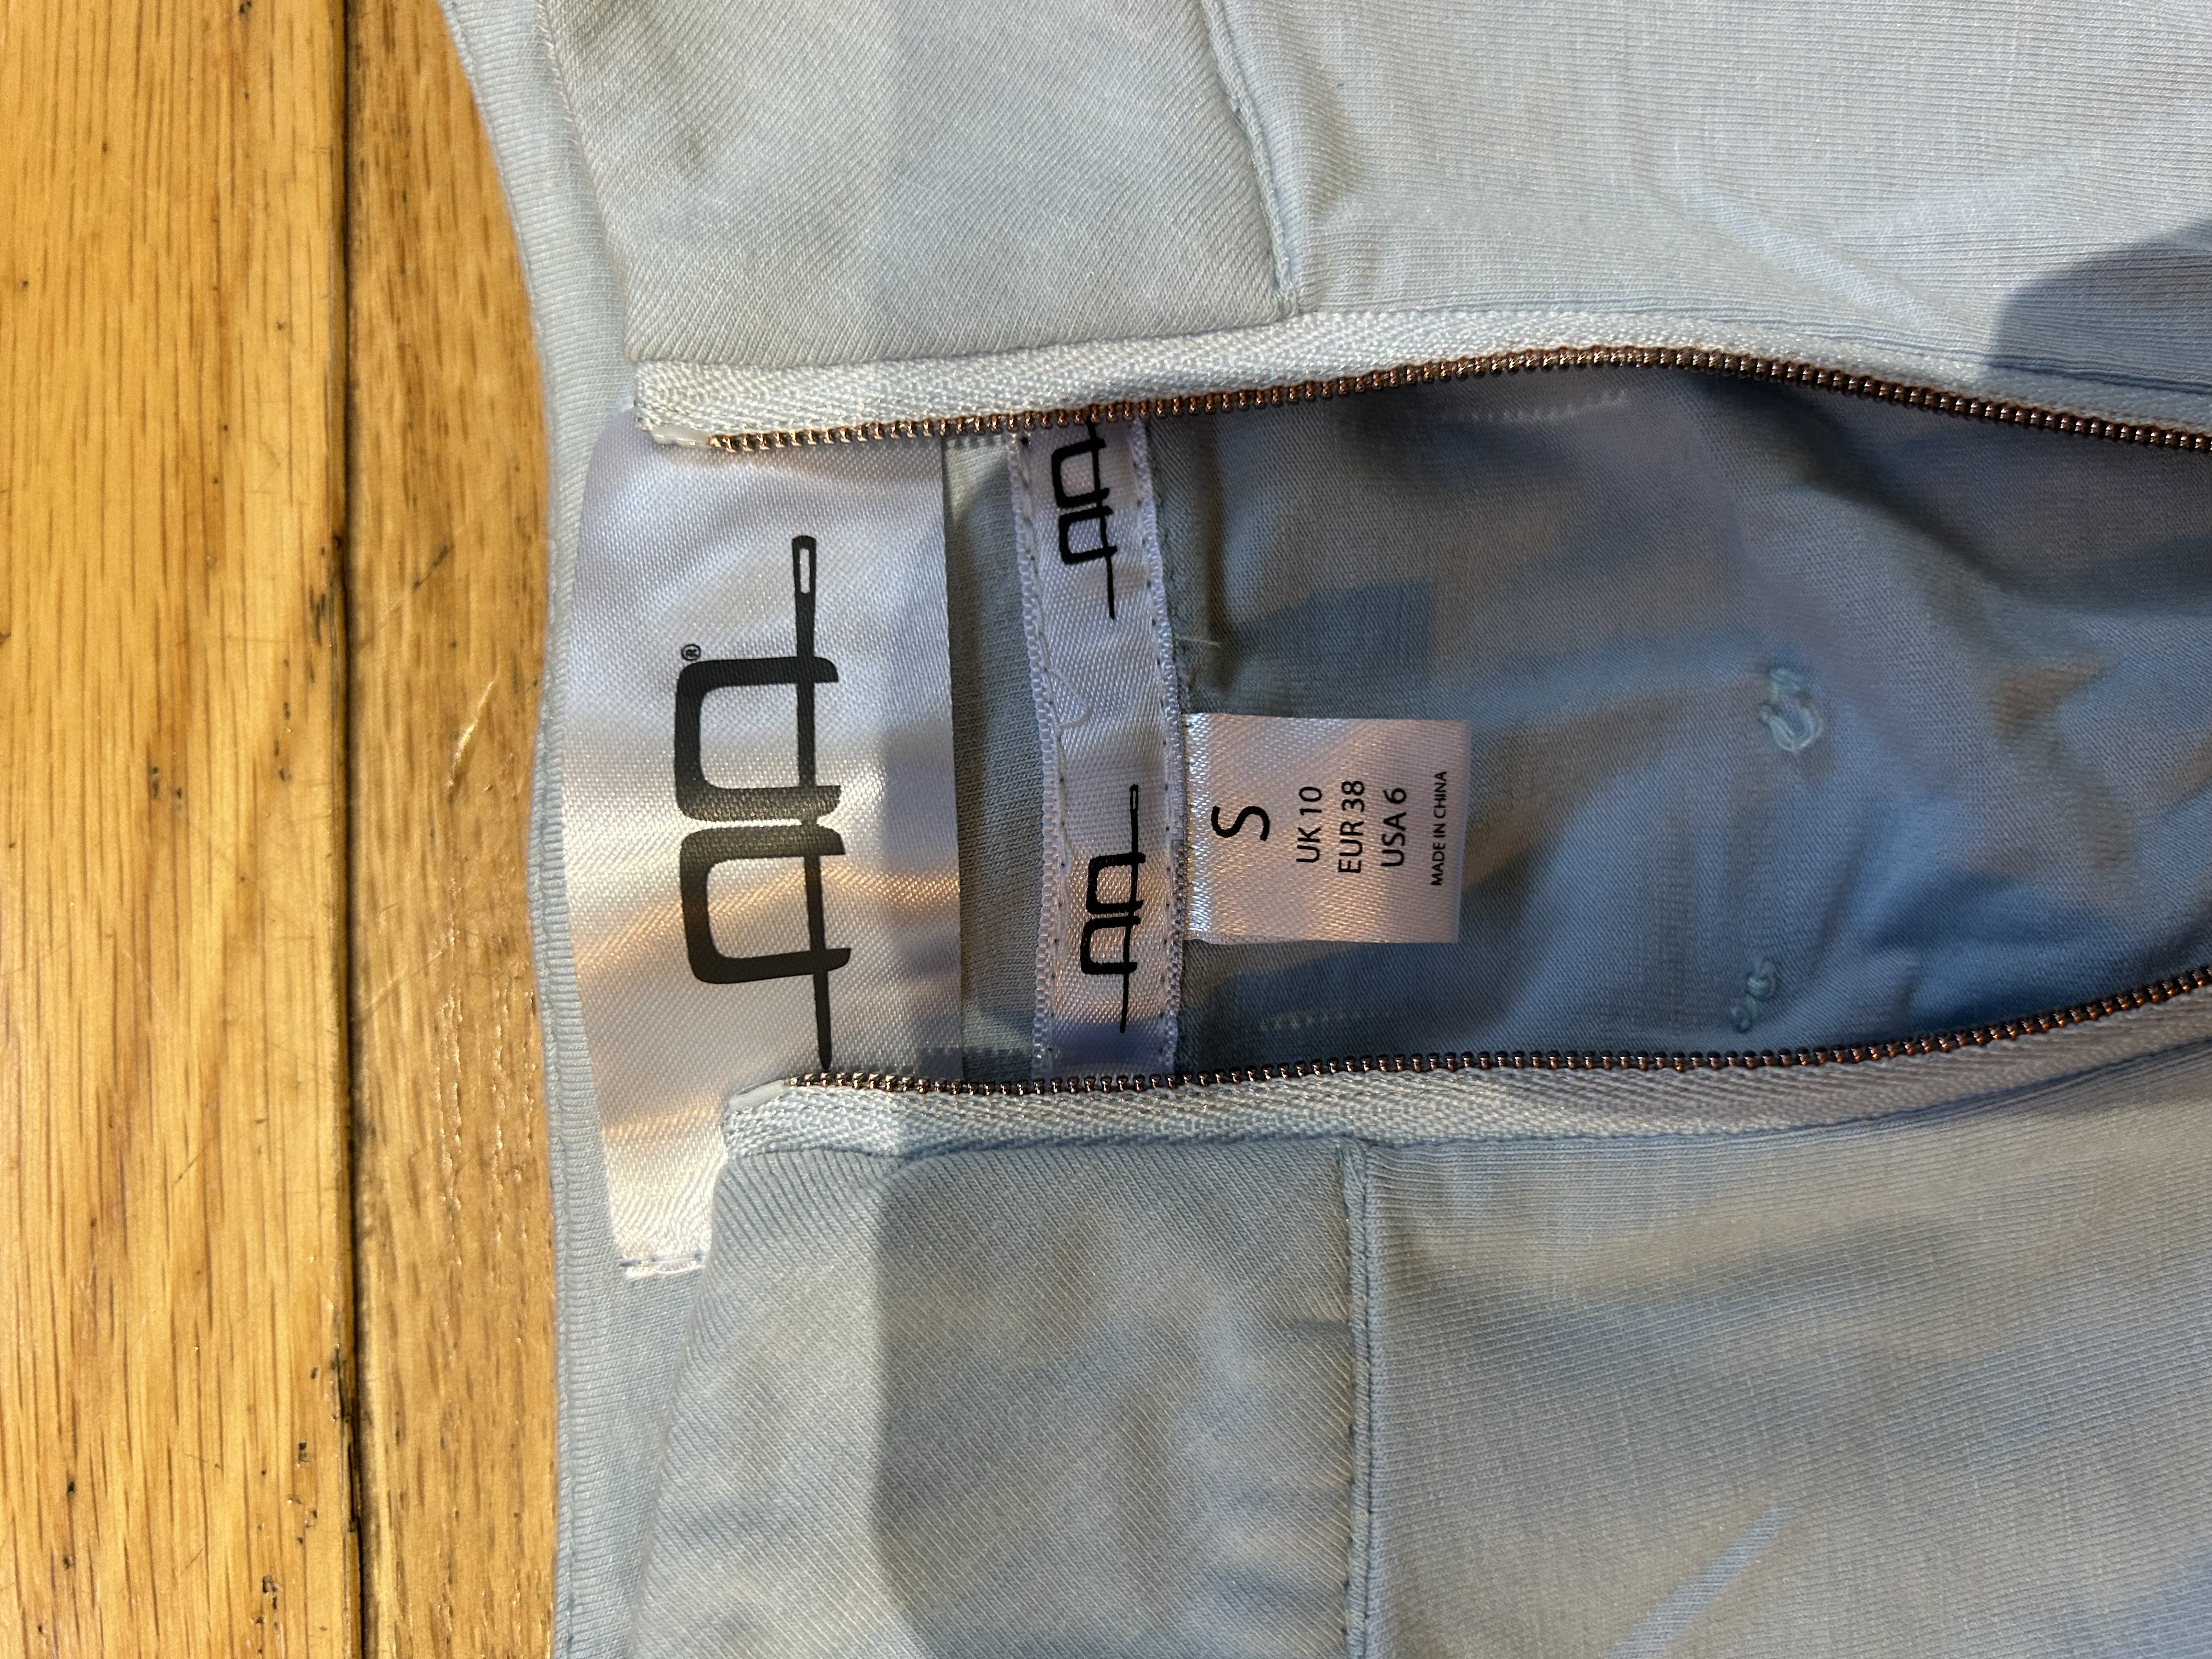 ®
S
UK 10
EUR 38
USA 6
MADE IN CHINA